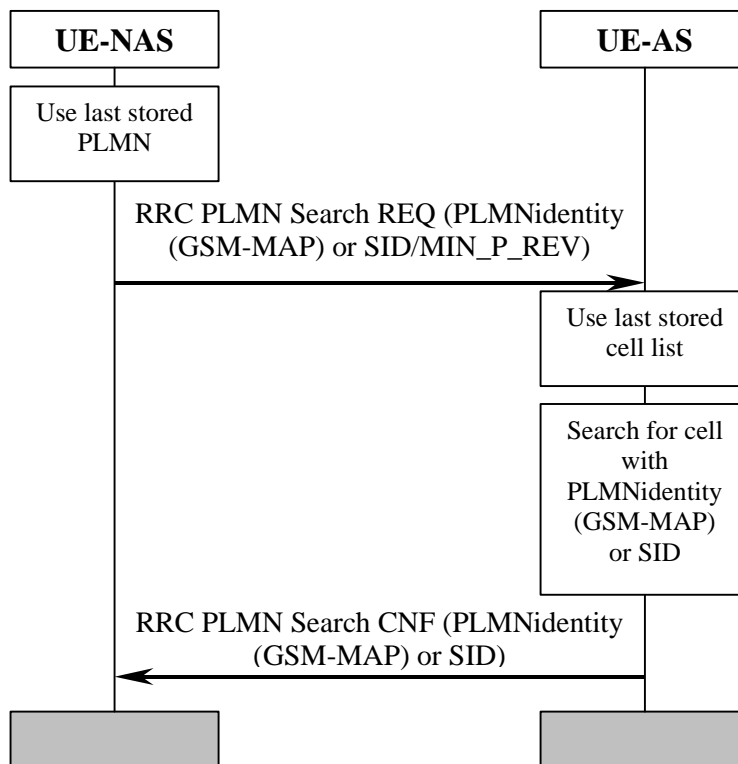 UE-NAS
UE-AS
Use last stored
PLMN
RRC PLMN Search REQ (PLMNidentity
(GSM-MAP) or SID/MIN_P_REV)
Use last stored
cell list
Search for cell
with
PLMNidentity
(GSM-MAP)
or SID
RRC PLMN Search CNF (PLMNidentity
(GSM-MAP) or SID)